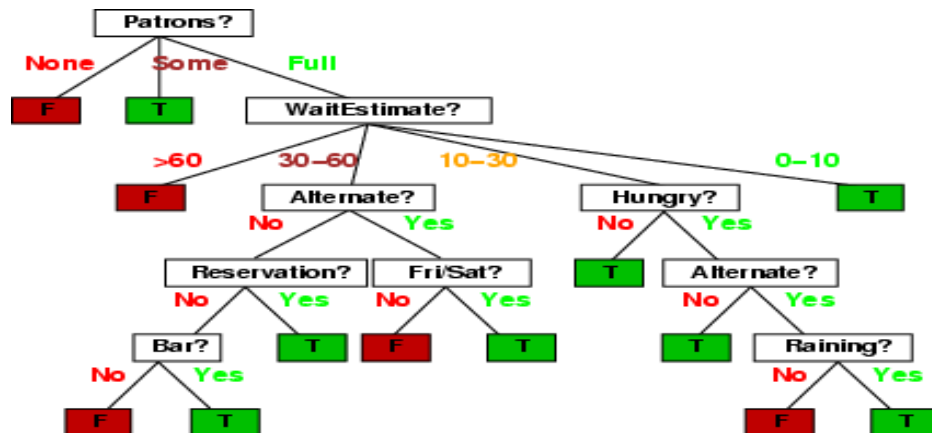 Patrons?
None Some Full
F T WaitEstimate?
>60 30–60 10–30 0–10
F Alternate? Hungry? T
No Yes No Yes
Reservation? Fri/Sat? T Alternate?
No Yes No Yes No Yes
Bar? T F T T Raining?
No Yes No Yes
F T F T